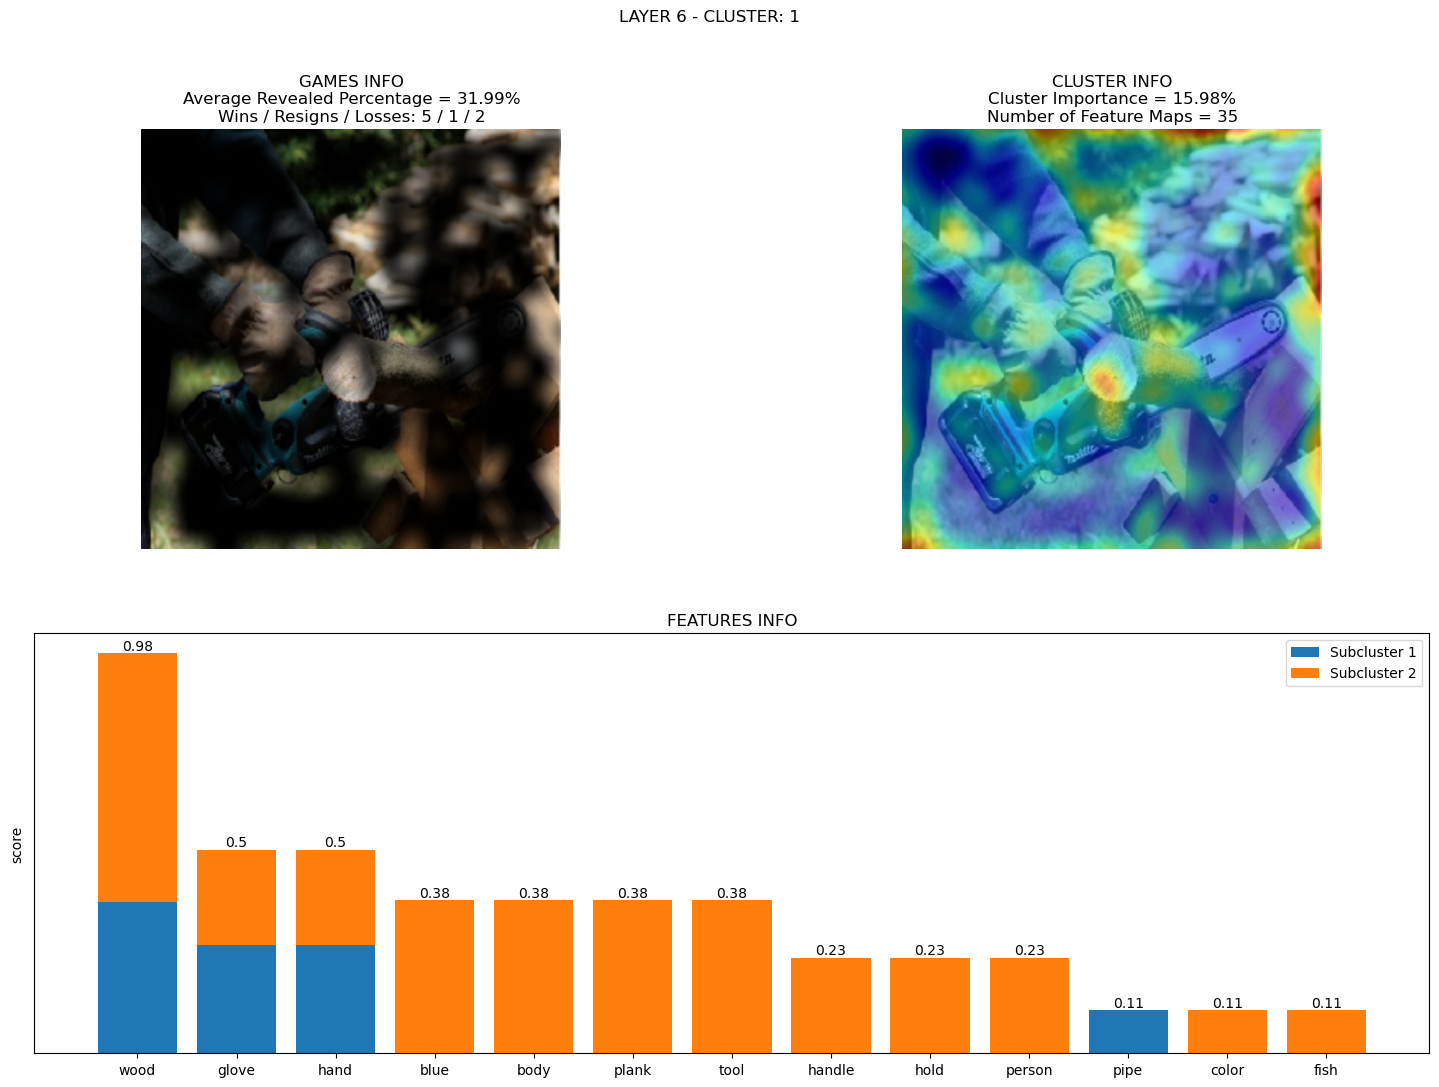 LAYER 6 - CLUSTER: 1
GAMES INFO
Average Revealed Percentage = 31.99%
Wins / Resigns / Losses: 5 / 1 / 2
CLUSTER INFO
Cluster Importance = 15.98%
Number of Feature Maps = 35
FEATURES INFO
Subcluster 1
Subcluster 2
score
0.98
0.5
0.5
0.38
0.38
0.38
0.38
0.23
0.23
0.23
0.11
0.11
0.11
wood
glove
hand
blue
body
plank
tool
handle
hold
person
pipe
color
fish